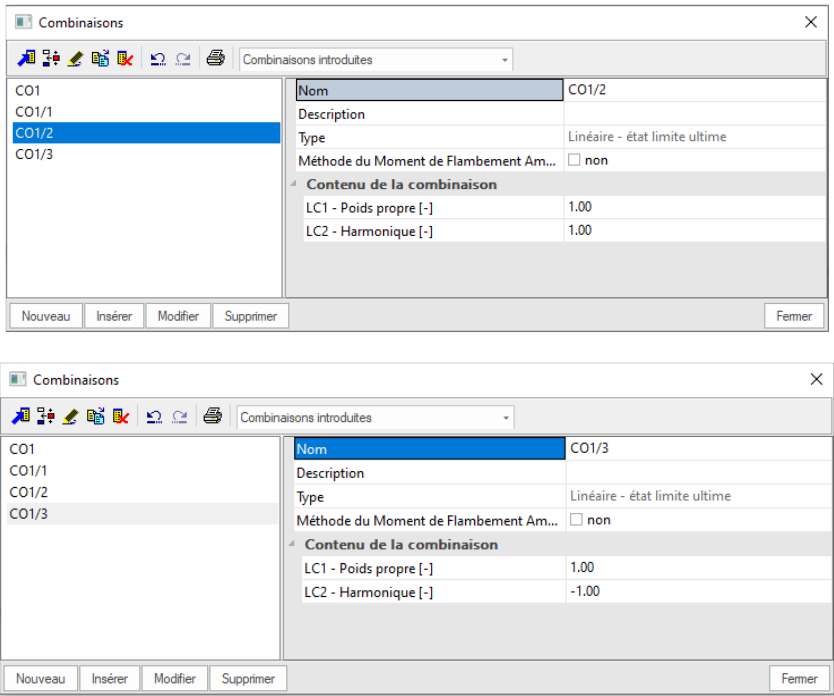 Combinaisons
Combinaisons introduites
CO1
CO1/1
CO1/2
CO1/3
Nom CO1/2
Description
Type Linéaire - état limite ultime
Méthode du Moment de Flambement Am... non
Contenu de la combinaison
LC1 - Poids propre [-] 1.00
LC2 - Harmonique [-] 1.00
Nouveau Insérer Modifier Supprimer Fermer
Combinaisons
Combinaisons introduites
CO1
CO1/1
CO1/2
CO1/3
Nom CO1/3
Description
Type Linéaire - état limite ultime
Méthode du Moment de Flambement Am... non
Contenu de la combinaison
LC1 - Poids propre [-] 1.00
LC2 - Harmonique [-] -1.00
Nouveau Insérer Modifier Supprimer Fermer